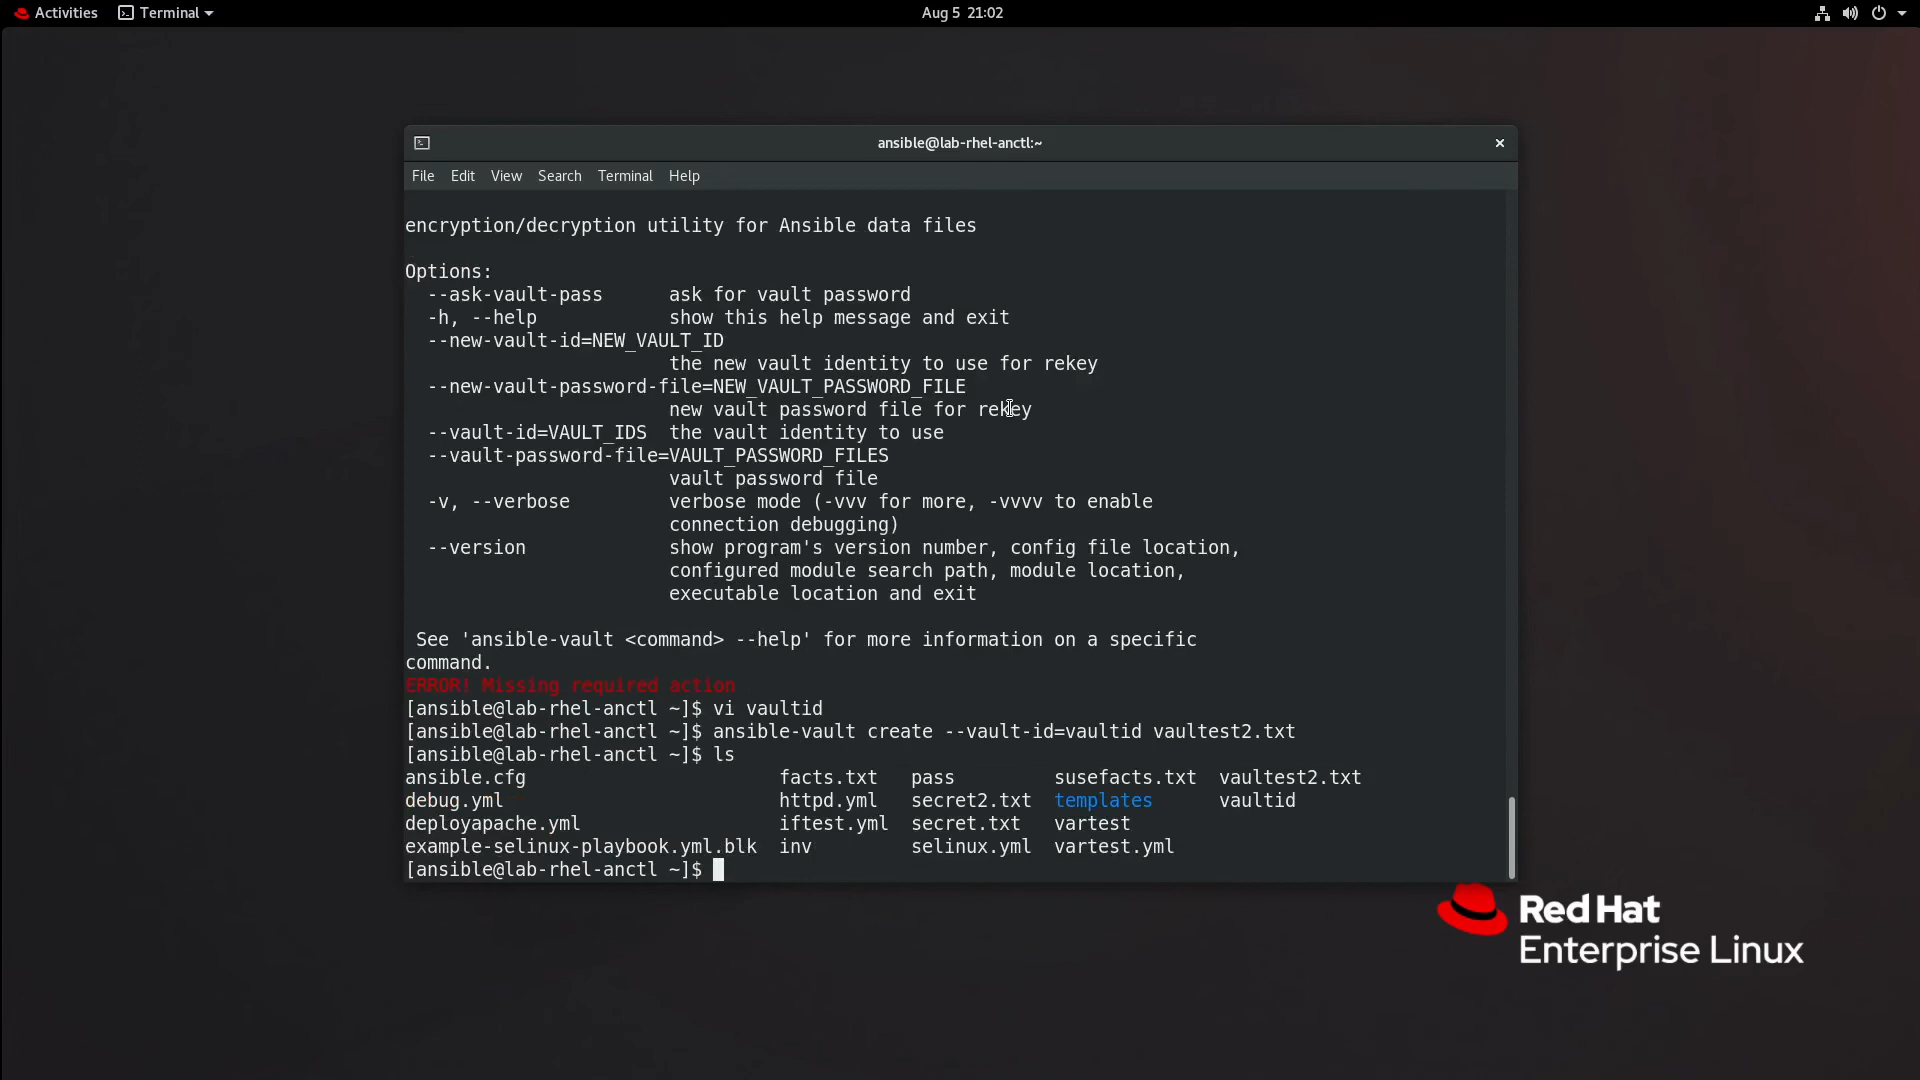 Activities Terminal Aug 5 21:02
ansible@lab-rhel-anctl:~
File Edit View Search Terminal Help
encryption/decryption utility for Ansible data files
Options:
--ask-vault-pass ask for vault password
-h, --help show this help message and exit
--new-vault-id=NEW_VAULT_ID
the new vault identity to use for rekey
--new-vault-password-file=NEW_VAULT_PASSWORD_FILE
new vault password file for rekey
--vault-id=VAULT_IDS the vault identity to use
--vault-password-file=VAULT_PASSWORD_FILES
vault password file
-v, --verbose verbose mode (-vvv for more, -vvvv to enable
connection debugging)
--version show program's version number, config file location,
configured module search path, module location,
executable location and exit
See 'ansible-vault <command> --help' for more information on a specific
command.
ERROR! Missing required action
[ansible@lab-rhel-anctl ~]$ vi vaultid
[ansible@lab-rhel-anctl ~]$ ansible-vault create --vault-id=vaultid vaultest2.txt
[ansible@lab-rhel-anctl ~]$ ls
ansible.cfg facts.txt pass susefacts.txt vaultest2.txt
debug.yml httpd.yml secret2.txt templates vaultid
deployapache.yml iftest.yml secret.txt vartest
example-selinux-playbook.yml.blk inv selinux.yml vartest.yml
[ansible@lab-rhel-anctl ~]$
Red Hat
Enterprise Linux